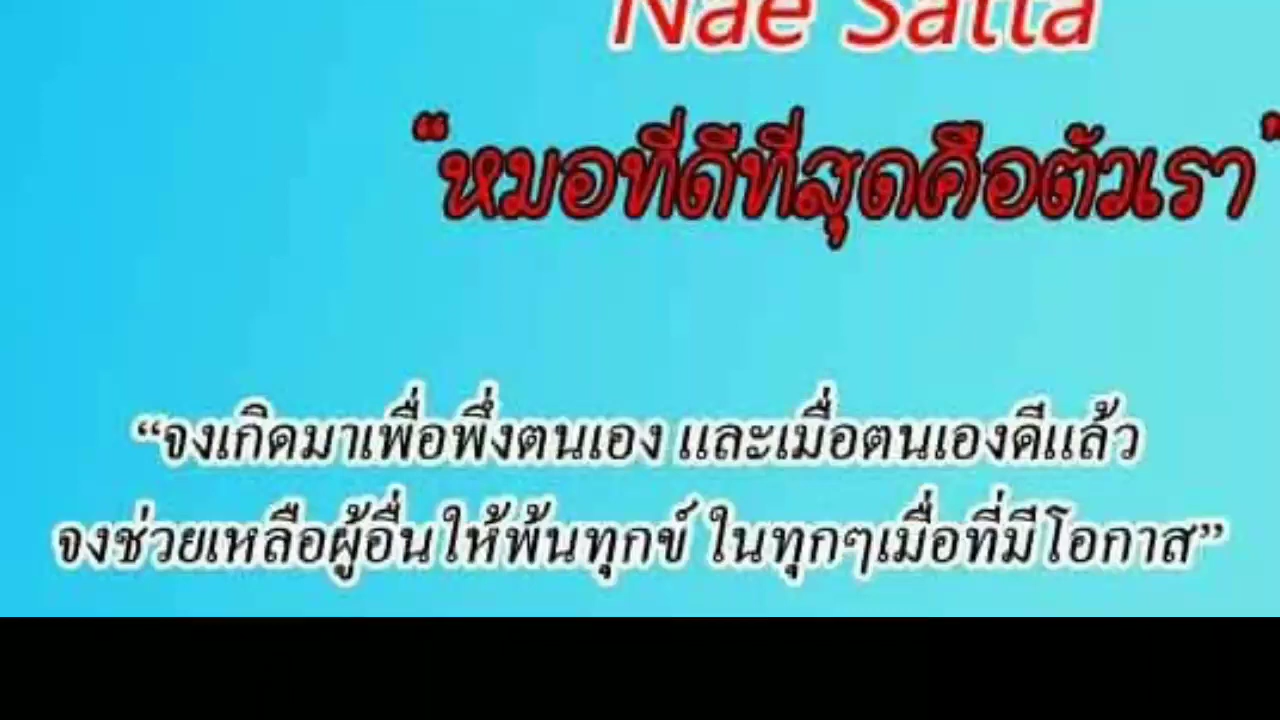 Nae Satta
“หมอที่ดีที่สุดคือตัวเรา”
“จงเกิดมาเพื่อพึ่งตนเอง และเมื่อตนเองดีแล้ว
จงช่วยเหลือผู้อื่นให้พ้นทุกข์ ในทุกๆเมื่อที่มีโอกาส”